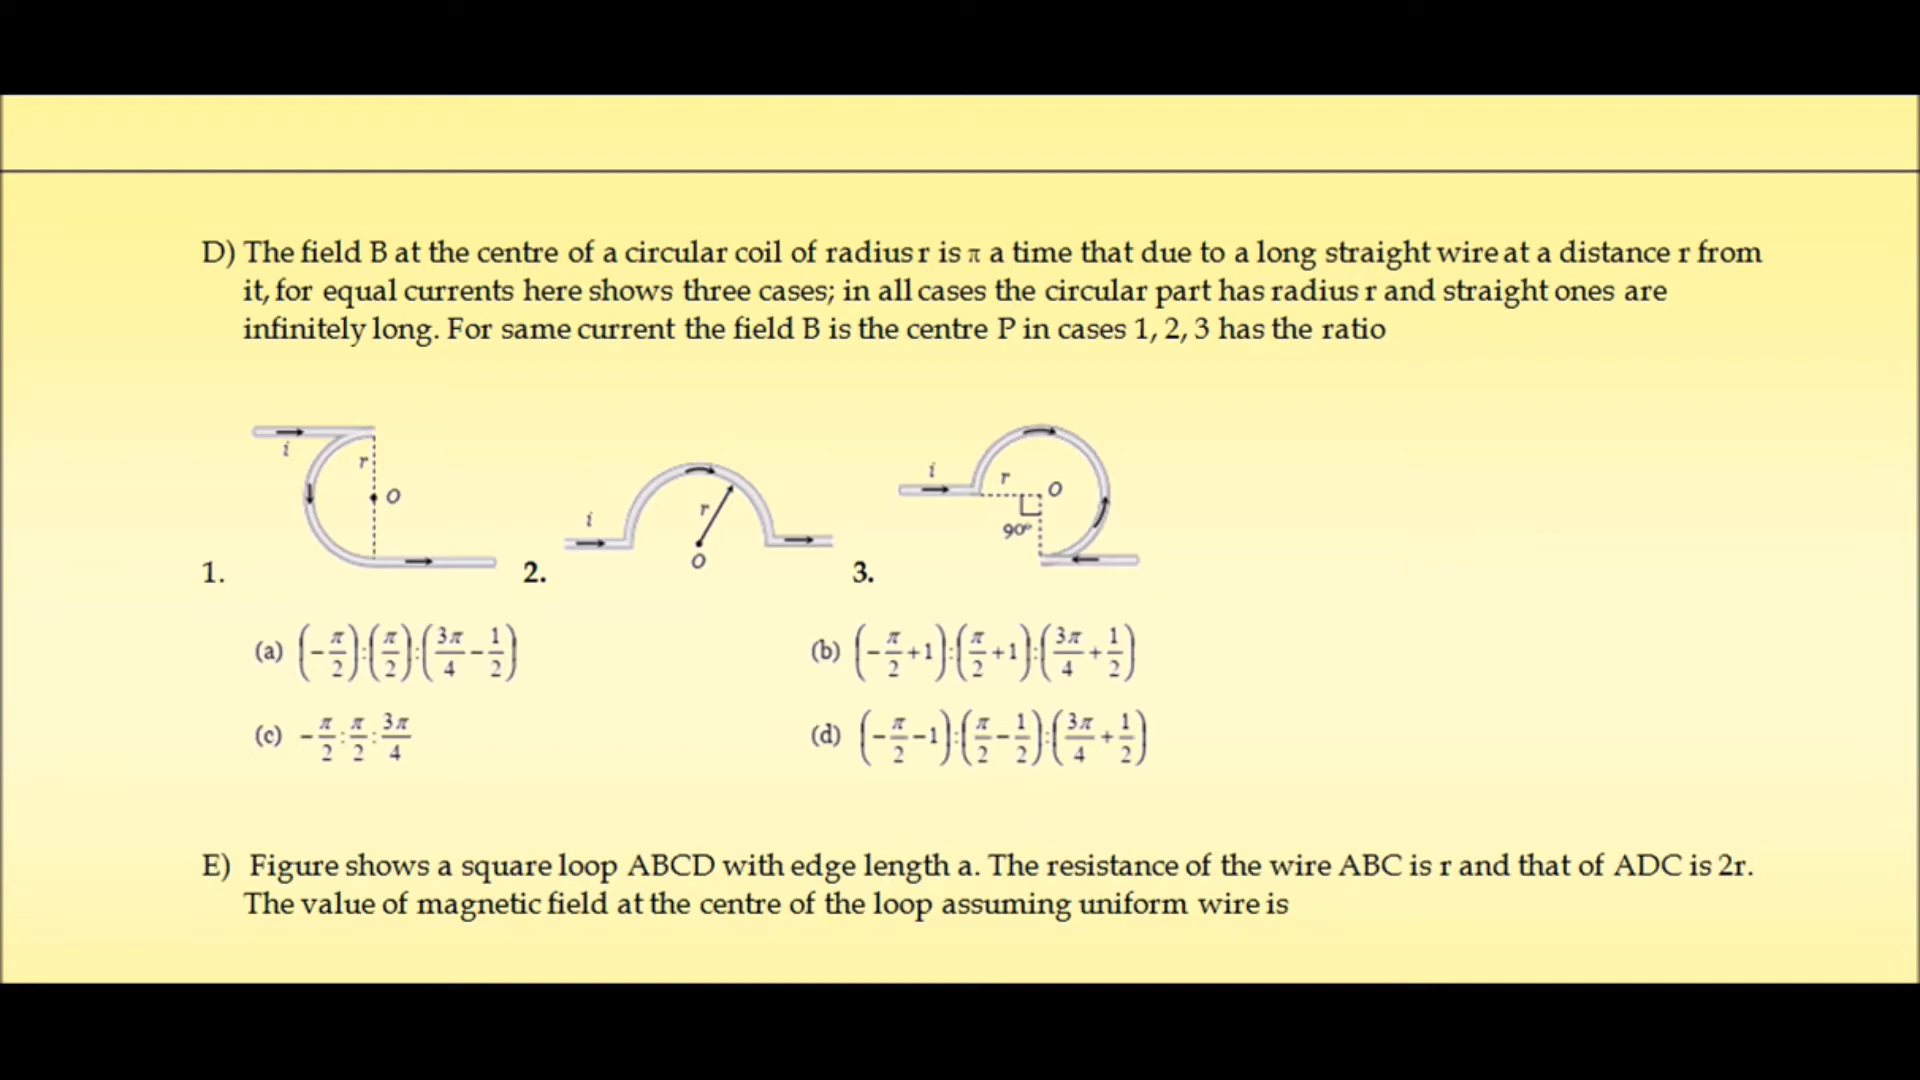 D) The field B at the centre of a circular coil of radius r is π a time that due to a long straight wire at a distance r from
it, for equal currents here shows three cases; in all cases the circular part has radius r and straight ones are
infinitely long. For same current the field B is the centre P in cases 1, 2, 3 has the ratio
i r O
i r O
i r O 90°
1. 2. 3.
(a) (-π/2):(π/2):(3π/4-1/2) (b) (-π/2+1):(π/2+1):(3π/4+1/2)
(c) -π/2:π/2:3π/4 (d) (-π/2-1):(π/2-1/2):(3π/4+1/2)
E) Figure shows a square loop ABCD with edge length a. The resistance of the wire ABC is r and that of ADC is 2r.
The value of magnetic field at the centre of the loop assuming uniform wire is